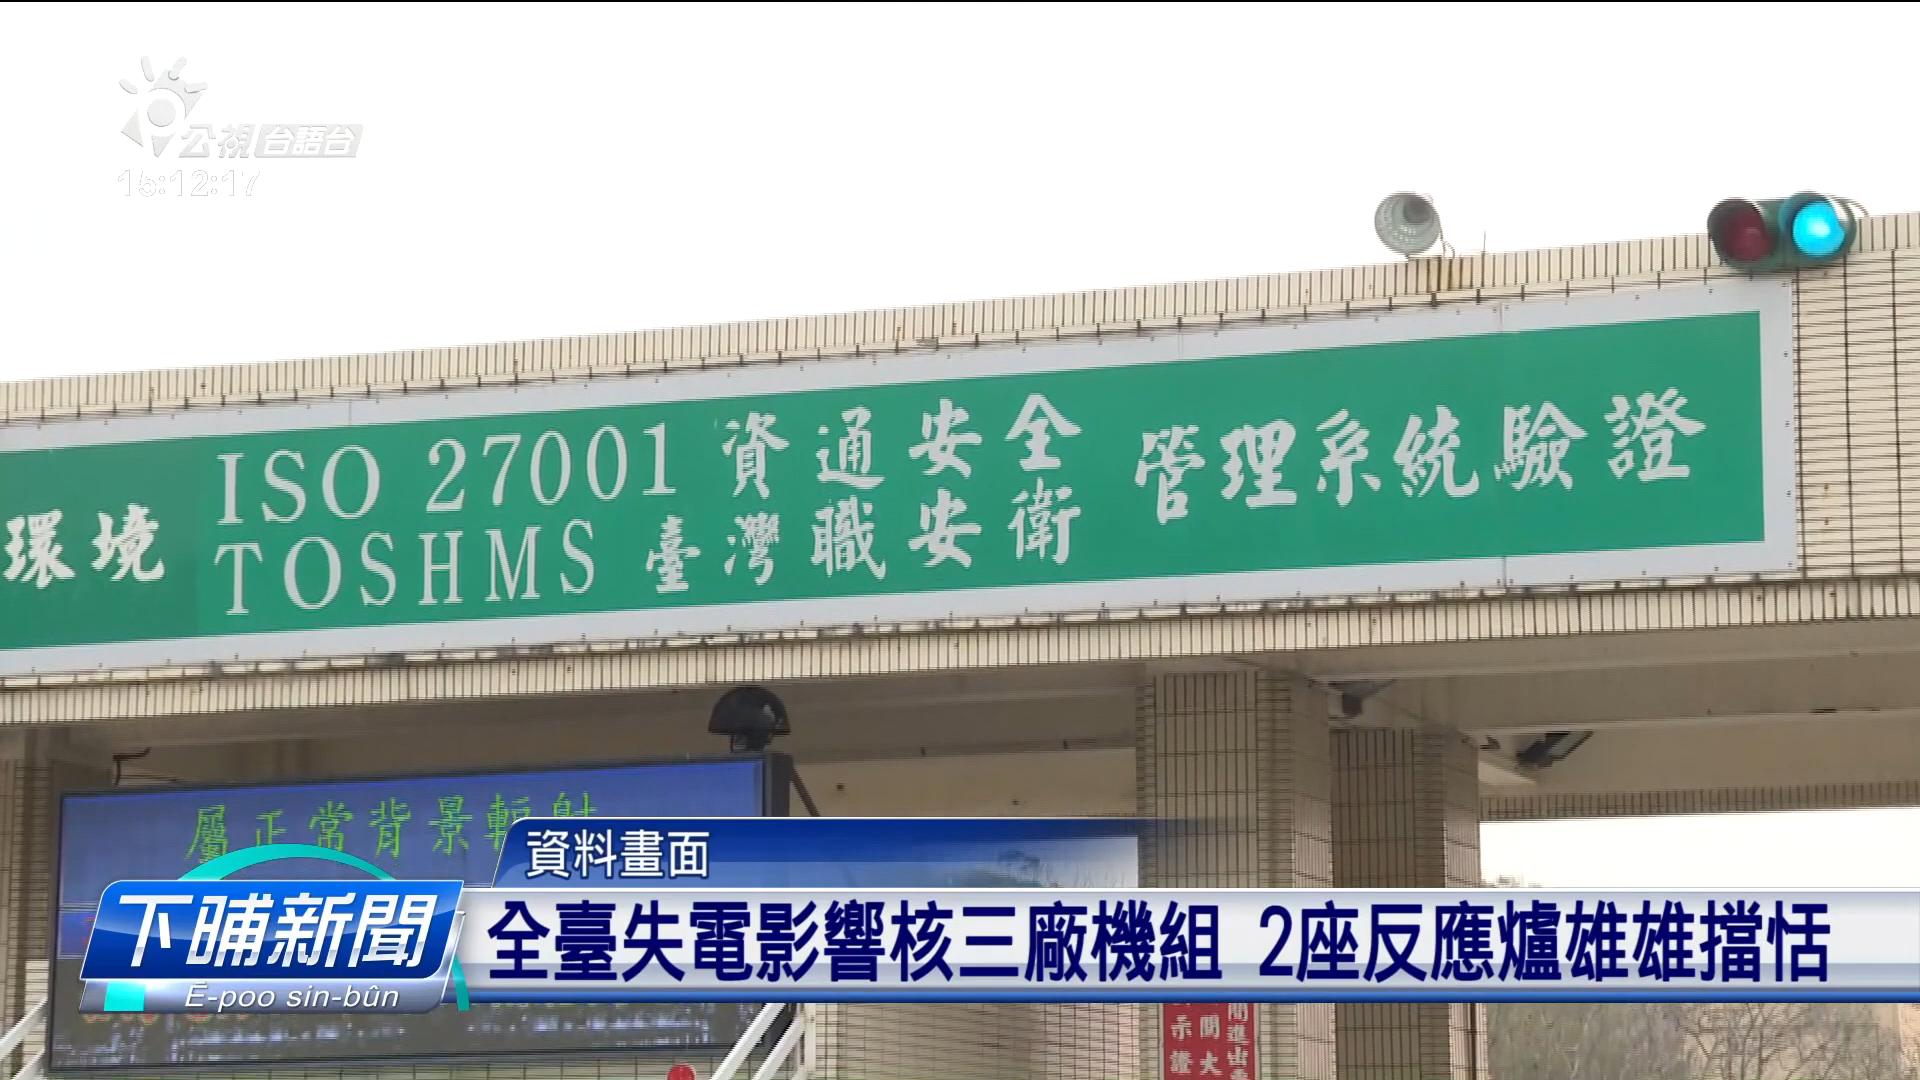 公視台語台
15:12:17
環境
ISO 27001 資通安全
TOSHMS 臺灣職安衛
管理系統驗證
屬正常背景輻射
資料畫面
下晡新聞
Ē-poo sin-bûn
全臺失電影響核三廠機組 2座反應爐雄雄擋恬